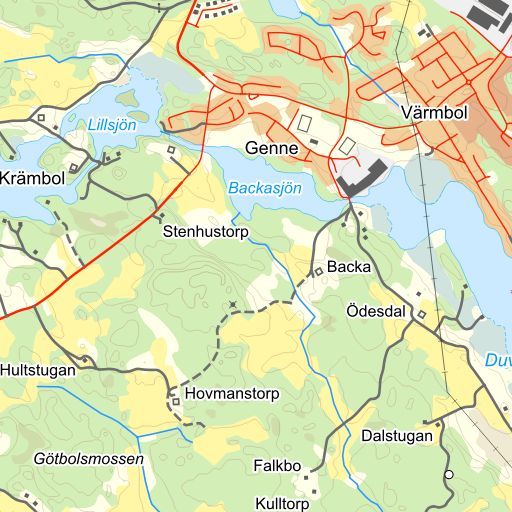 Värmbol
Lillsjön
Genne
Krämbol
Backasjön
Stenhustorp
Backa
Ödesdal
Duv
Hultstugan
Hovmanstorp
Dalstugan
Götbolsmossen
Falkbo
Kulltorp